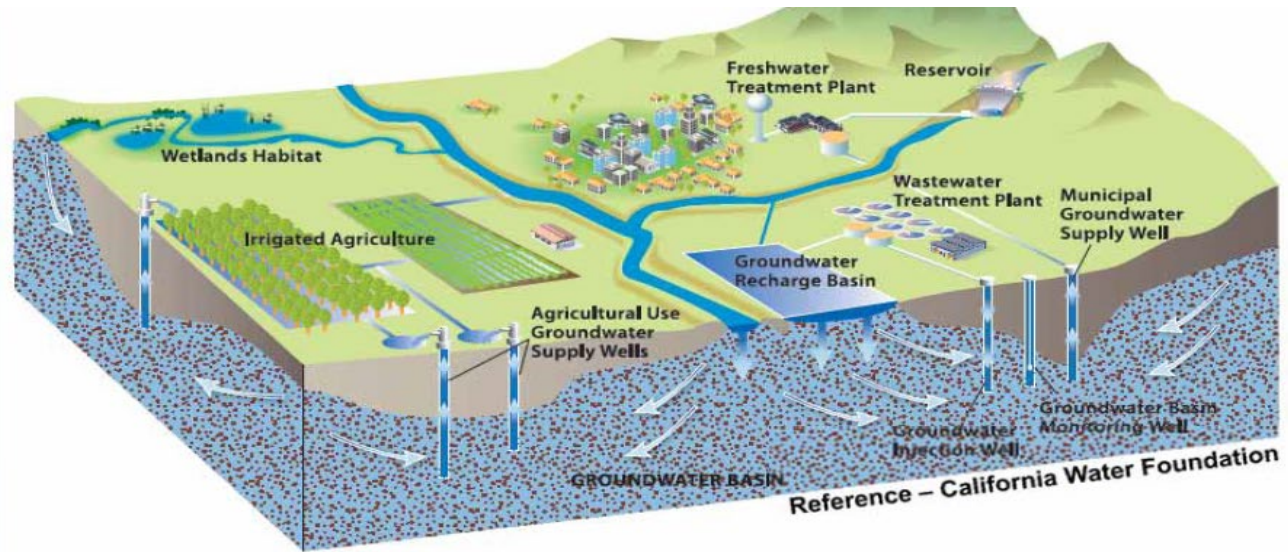 Freshwater
Treatment Plant
Reservoir
Wetlands Habitat
Wastewater
Treatment Plant
Municipal
Groundwater
Supply Well
Irrigated Agriculture
Groundwater
Recharge Basin
Agricultural Use
Groundwater
Supply Wells
Groundwater Basin
Monitoring Well
Groundwater
Injection Well
GROUNDWATER BASIN
Reference – California Water Foundation